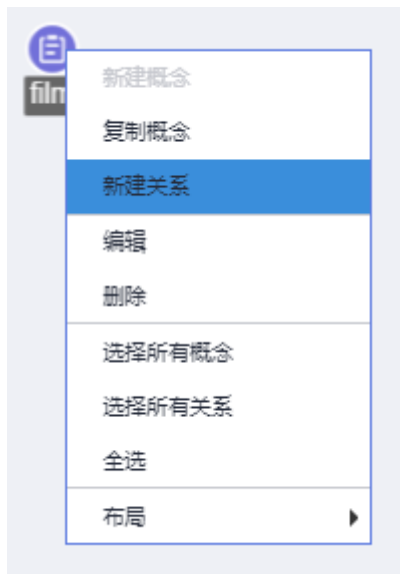 film
新建概念
复制概念
新建关系
编辑
删除
选择所有概念
选择所有关系
全选
布局